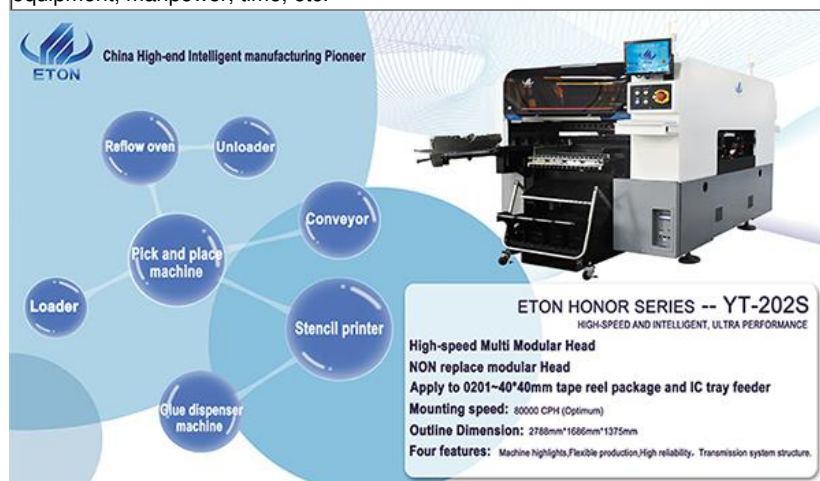 equipment, manpower, time, etc.
ETON
China High-end Intelligent manufacturing Pioneer
Reflow oven
Unloader
Conveyor
Pick and place
machine
Loader
Stencil printer
Glue dispenser
machine
ETON HONOR SERIES -- YT-202S
HIGH-SPEED AND INTELLIGENT, ULTRA PERFORMANCE
High-speed Multi Modular Head
NON replace modular Head
Apply to 0201~40*40mm tape reel package and IC tray feeder
Mounting speed: 80000 CPH (Optimum)
Outline Dimension: 2788mm*1686mm*1375mm
Four features: Machine highlights,Flexible production,High reliability、Transmission system structure.